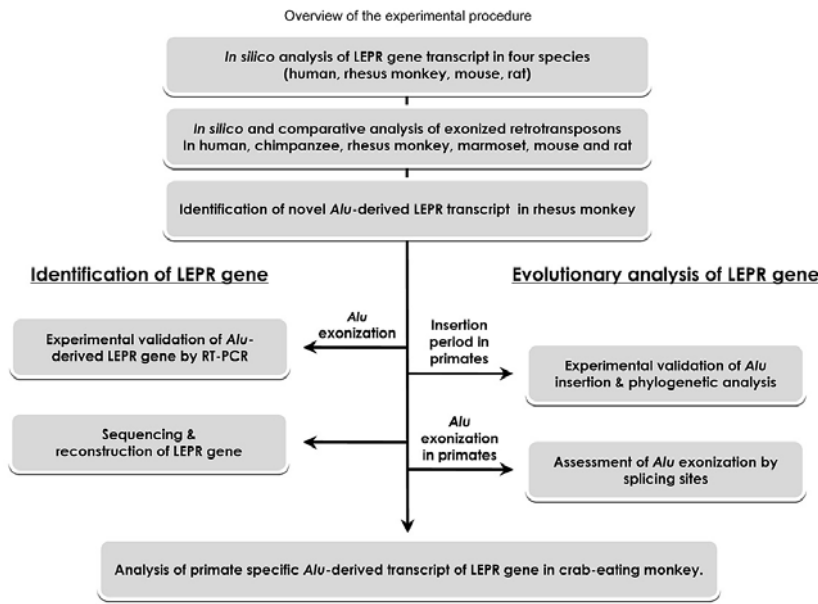 Overview of the experimental procedure
In silico analysis of LEPR gene transcript in four species
(human, rhesus monkey, mouse, rat)
In silico and comparative analysis of exonized retrotransposons
In human, chimpanzee, rhesus monkey, marmoset, mouse and rat
Identification of novel Alu-derived LEPR transcript in rhesus monkey
Identification of LEPR gene
Evolutionary analysis of LEPR gene
Alu
exonization
Experimental validation of Alu-
derived LEPR gene by RT-PCR
Insertion
period in
primates
Experimental validation of Alu
insertion & phylogenetic analysis
Sequencing &
reconstruction of LEPR gene
Alu
exonization
in primates
Assessment of Alu exonization by
splicing sites
Analysis of primate specific Alu-derived transcript of LEPR gene in crab-eating monkey.